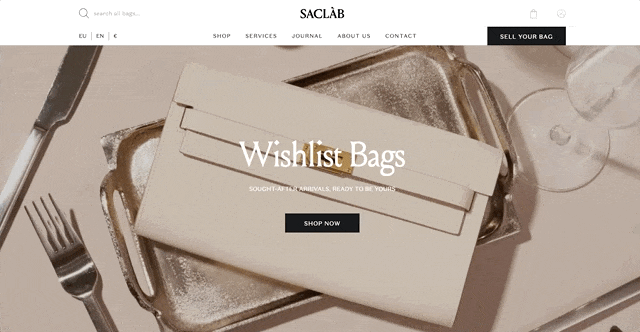 search all bags...
SACLÀB
EU | EN | €
SHOP SERVICES JOURNAL ABOUT US CONTACT
SELL YOUR BAG
Wishlist Bags
SOUGHT-AFTER ARRIVALS, READY TO BE YOURS
SHOP NOW